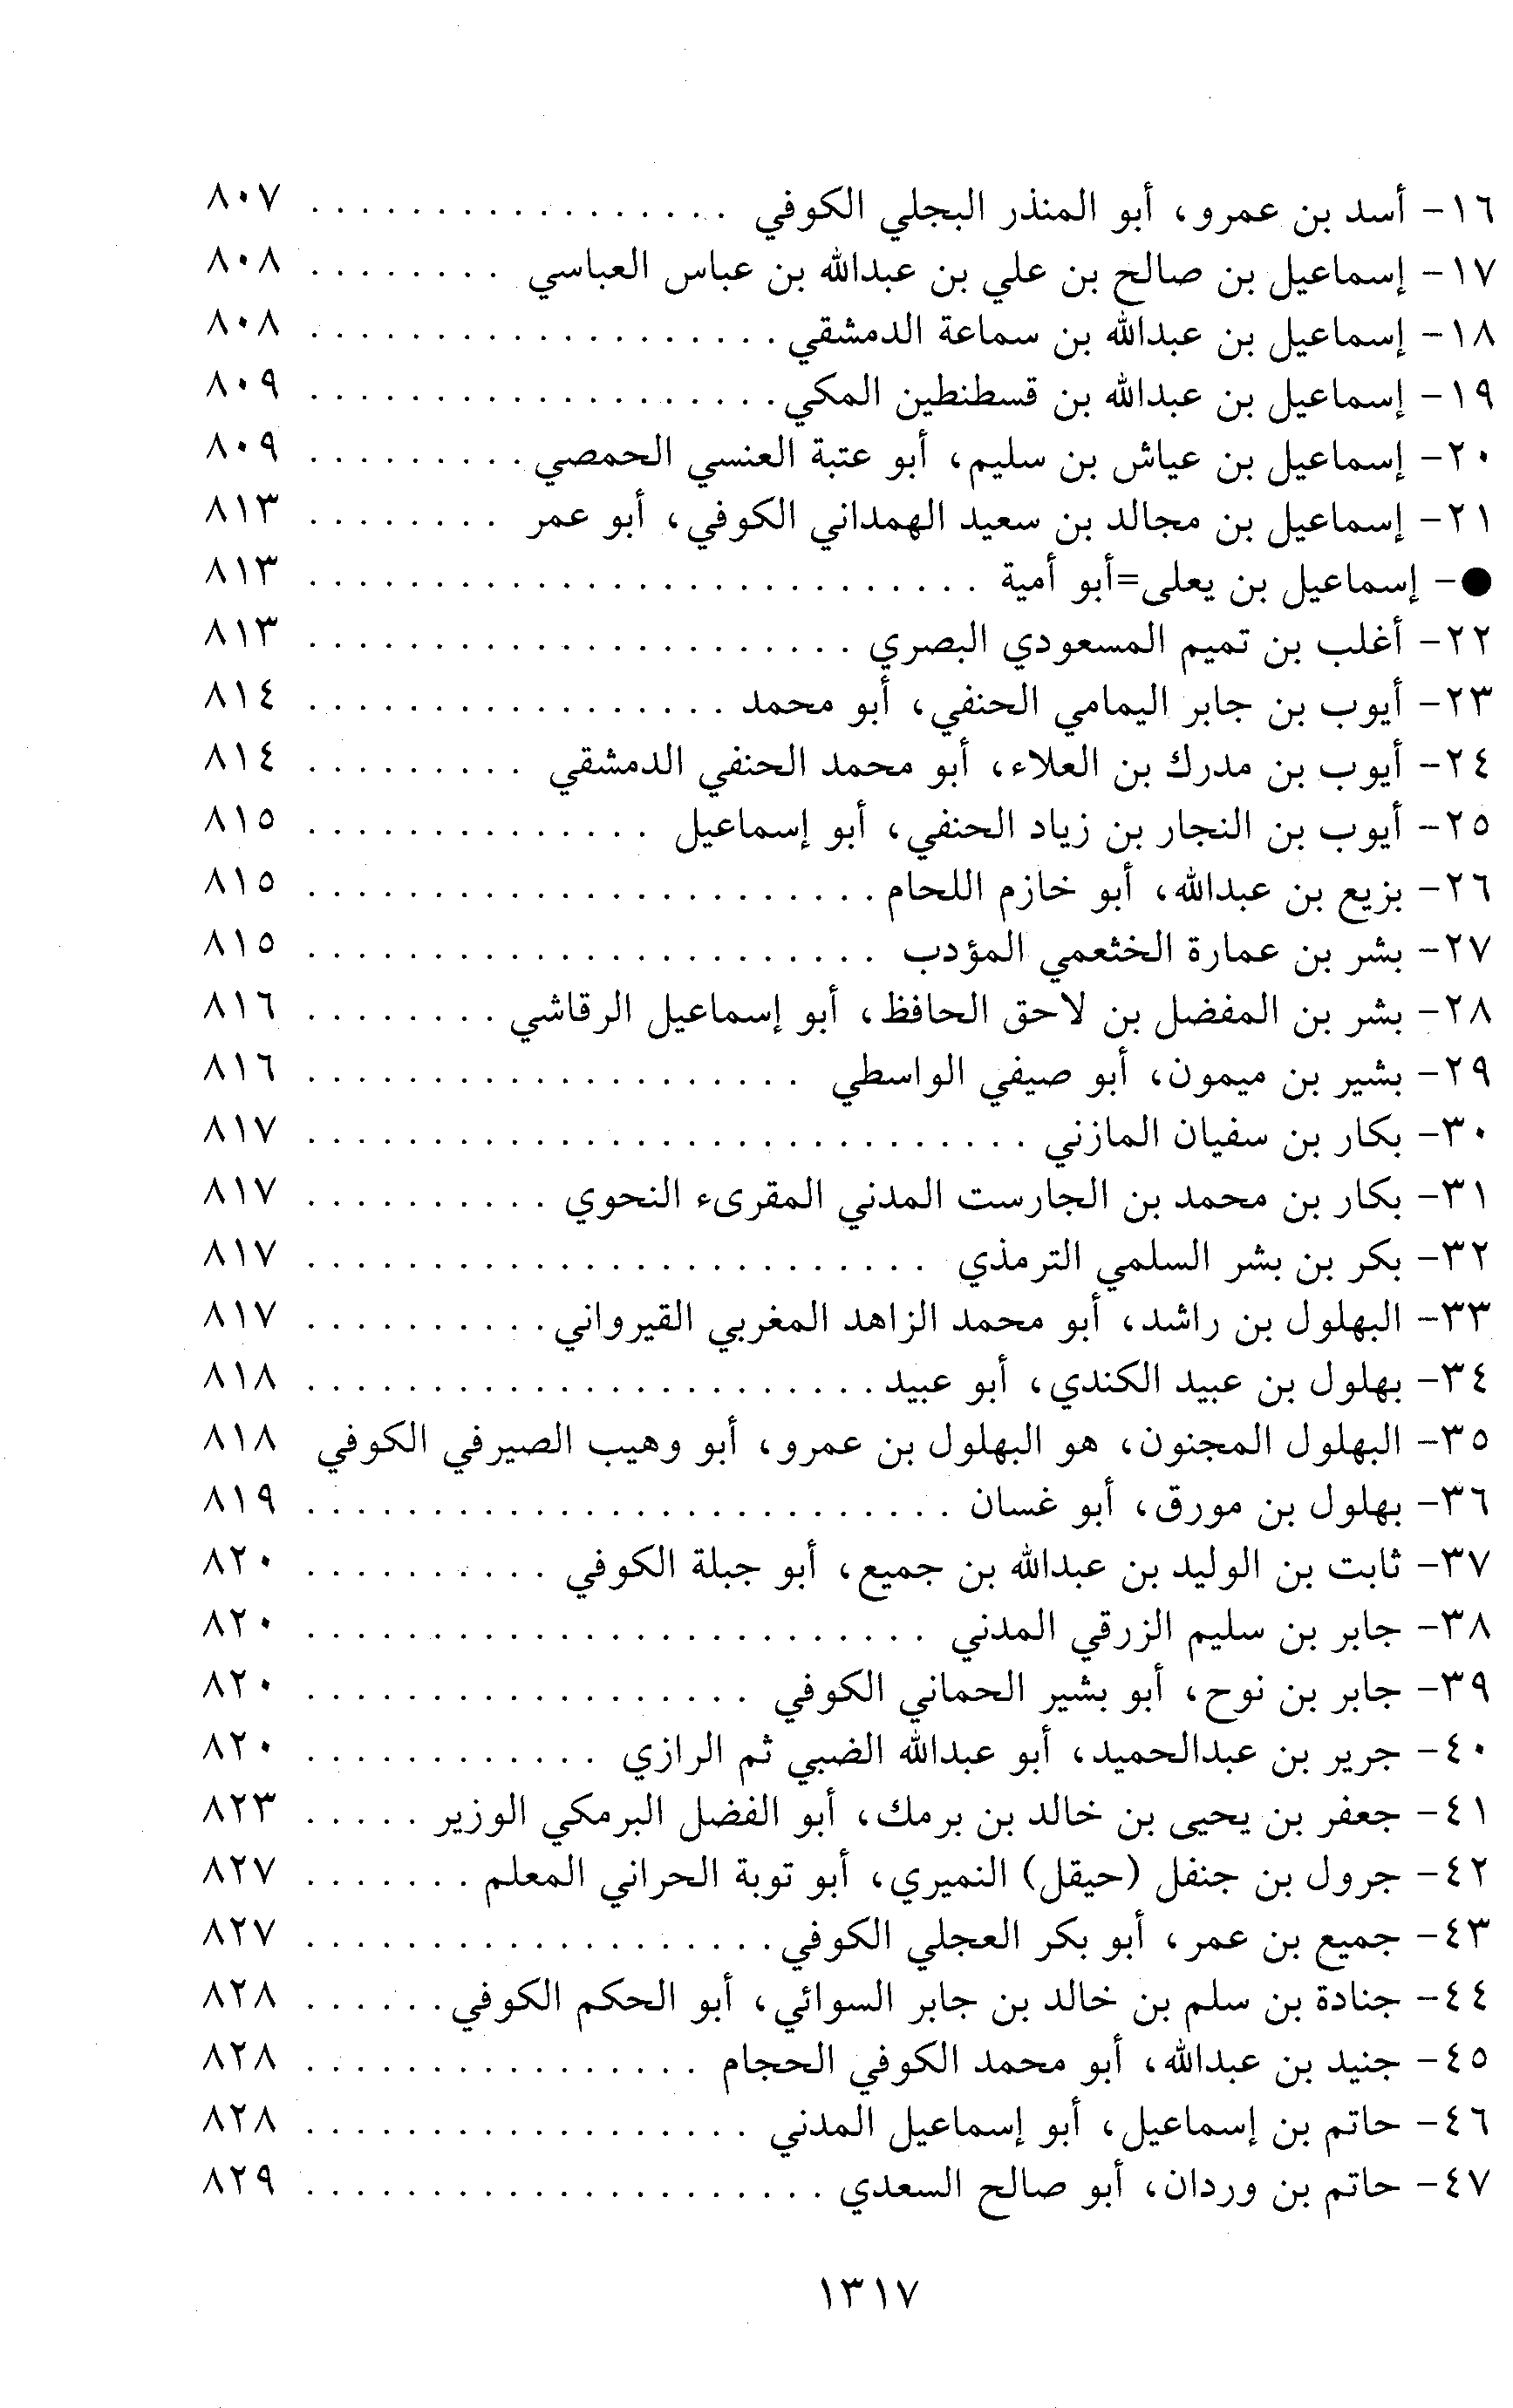 ١٦- أسد بن عمرو، أبو المنذر البجلي الكوفي . . . . . . . . . . . . . . . . . ٨٠٧
١٧- إسماعيل بن صالح بن علي بن عبدالله بن عباس العباسي . . . . . . . . ٨٠٨
١٨- إسماعيل بن عبدالله بن سماعة الدمشقي . . . . . . . . . . . . . . . . . . . ٨٠٨
١٩- إسماعيل بن عبدالله بن قسطنطين المكي . . . . . . . . . . . . . . . . . . . ٨٠٩
٢٠- إسماعيل بن عياش بن سليم، أبو عتبة العنسي الحمصي . . . . . . . . . ٨٠٩
٢١- إسماعيل بن مجالد بن سعيد الهمداني الكوفي، أبو عمر . . . . . . . . ٨١٣
●- إسماعيل بن يعلى=أبو أمية . . . . . . . . . . . . . . . . . . . . . . . . . . . ٨١٣
٢٢- أغلب بن تميم المسعودي البصري . . . . . . . . . . . . . . . . . . . . . . ٨١٣
٢٣- أيوب بن جابر اليمامي الحنفي، أبو محمد . . . . . . . . . . . . . . . . . ٨١٤
٢٤- أيوب بن مدرك بن العلاء، أبو محمد الحنفي الدمشقي . . . . . . . . . ٨١٤
٢٥- أيوب بن النجار بن زياد الحنفي، أبو إسماعيل . . . . . . . . . . . . . . ٨١٥
٢٦- بزيع بن عبدالله، أبو خازم اللحام . . . . . . . . . . . . . . . . . . . . . . . ٨١٥
٢٧- بشر بن عمارة الخثعمي المؤدب . . . . . . . . . . . . . . . . . . . . . . . ٨١٥
٢٨- بشر بن المفضل بن لاحق الحافظ، أبو إسماعيل الرقاشي . . . . . . . . ٨١٦
٢٩- بشير بن ميمون، أبو صيفي الواسطي . . . . . . . . . . . . . . . . . . . . ٨١٦
٣٠- بكار بن سفيان المازني . . . . . . . . . . . . . . . . . . . . . . . . . . . . . ٨١٧
٣١- بكار بن محمد بن الجارست المدني المقرىء النحوي . . . . . . . . . . ٨١٧
٣٢- بكر بن بشر السلمي الترمذي . . . . . . . . . . . . . . . . . . . . . . . . . ٨١٧
٣٣- البهلول بن راشد، أبو محمد الزاهد المغربي القيرواني . . . . . . . . . . ٨١٧
٣٤- بهلول بن عبيد الكندي، أبو عبيد . . . . . . . . . . . . . . . . . . . . . . . ٨١٨
٣٥- البهلول المجنون، هو البهلول بن عمرو، أبو وهيب الصيرفي الكوفي ٨١٨
٣٦- بهلول بن مورق، أبو غسان . . . . . . . . . . . . . . . . . . . . . . . . . . ٨١٩
٣٧- ثابت بن الوليد بن عبدالله بن جميع، أبو جبلة الكوفي . . . . . . . . . . ٨٢٠
٣٨- جابر بن سليم الزرقي المدني . . . . . . . . . . . . . . . . . . . . . . . . . ٨٢٠
٣٩- جابر بن نوح، أبو بشير الحماني الكوفي . . . . . . . . . . . . . . . . . . ٨٢٠
٤٠- جرير بن عبدالحميد، أبو عبدالله الضبي ثم الرازي . . . . . . . . . . . . ٨٢٠
٤١- جعفر بن يحيى بن خالد بن برمك، أبو الفضل البرمكي الوزير . . . . . ٨٢٣
٤٢- جرول بن جنفل (حيقل) النميري، أبو توبة الحراني المعلم . . . . . . . ٨٢٧
٤٣- جميع بن عمر، أبو بكر العجلي الكوفي . . . . . . . . . . . . . . . . . . . ٨٢٧
٤٤- جنادة بن سلم بن خالد بن جابر السوائي، أبو الحكم الكوفي . . . . . . ٨٢٨
٤٥- جنيد بن عبدالله، أبو محمد الكوفي الحجام . . . . . . . . . . . . . . . . ٨٢٨
٤٦- حاتم بن إسماعيل، أبو إسماعيل المدني . . . . . . . . . . . . . . . . . . ٨٢٨
٤٧- حاتم بن وردان، أبو صالح السعدي . . . . . . . . . . . . . . . . . . . . . ٨٢٩
١٣١٧